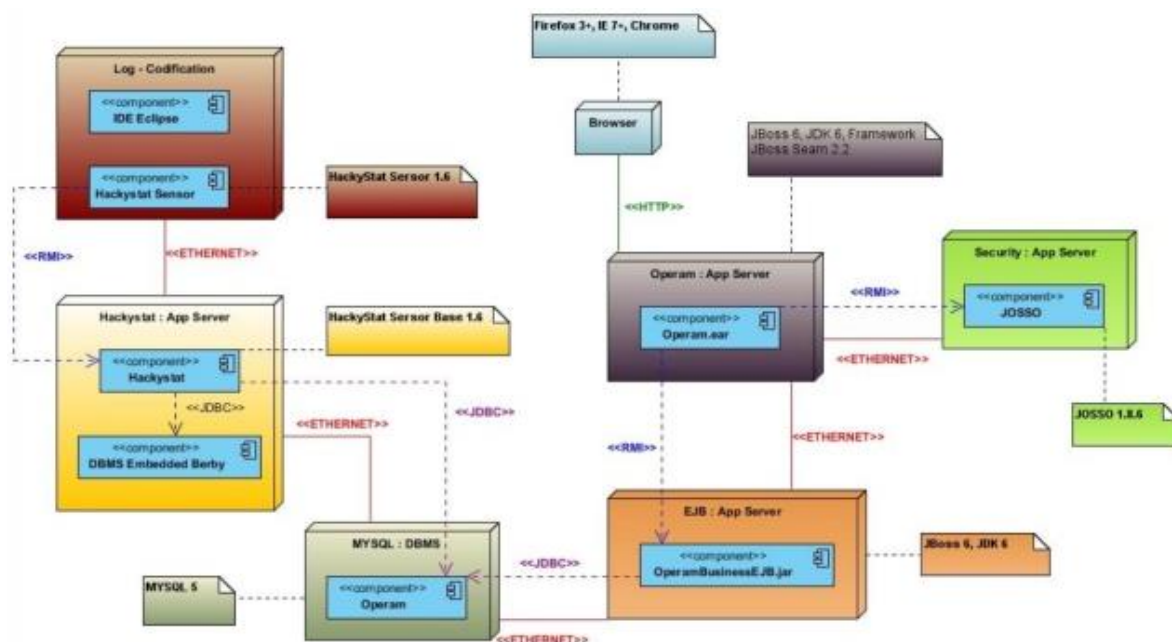 Firefox 3+, IE 7+, Chrome
Log - Codification
<<component>>
IDE Eclipse
<<component>>
Hackystat Sensor
HackyStat Sersor 1.6
Browser
JBoss 6, JDK 6, Framework
JBoss Seam 2.2
<<HTTP>>
<<RMI>>
<<ETHERNET>>
Operam : App Server
<<component>>
Operam.ear
<<RMI>>
Security : App Server
<<component>>
JOSSO
<<ETHERNET>>
Hackystat : App Server
<<component>>
Hackystat
HackyStat Sersor Base 1.6
<<JDBC>>
<<JDBC>>
<<component>>
DBMS Embedded Berby
<<ETHERNET>>
<<RMI>>
<<ETHERNET>>
JOSSO 1.8.6
MYSQL : DBMS
<<component>>
Operam
MYSQL 5
<<JDBC>>
EJB : App Server
<<component>>
OperamBusinessEJB.jar
JBoss 6, JDK 6
<<ETHERNET>>